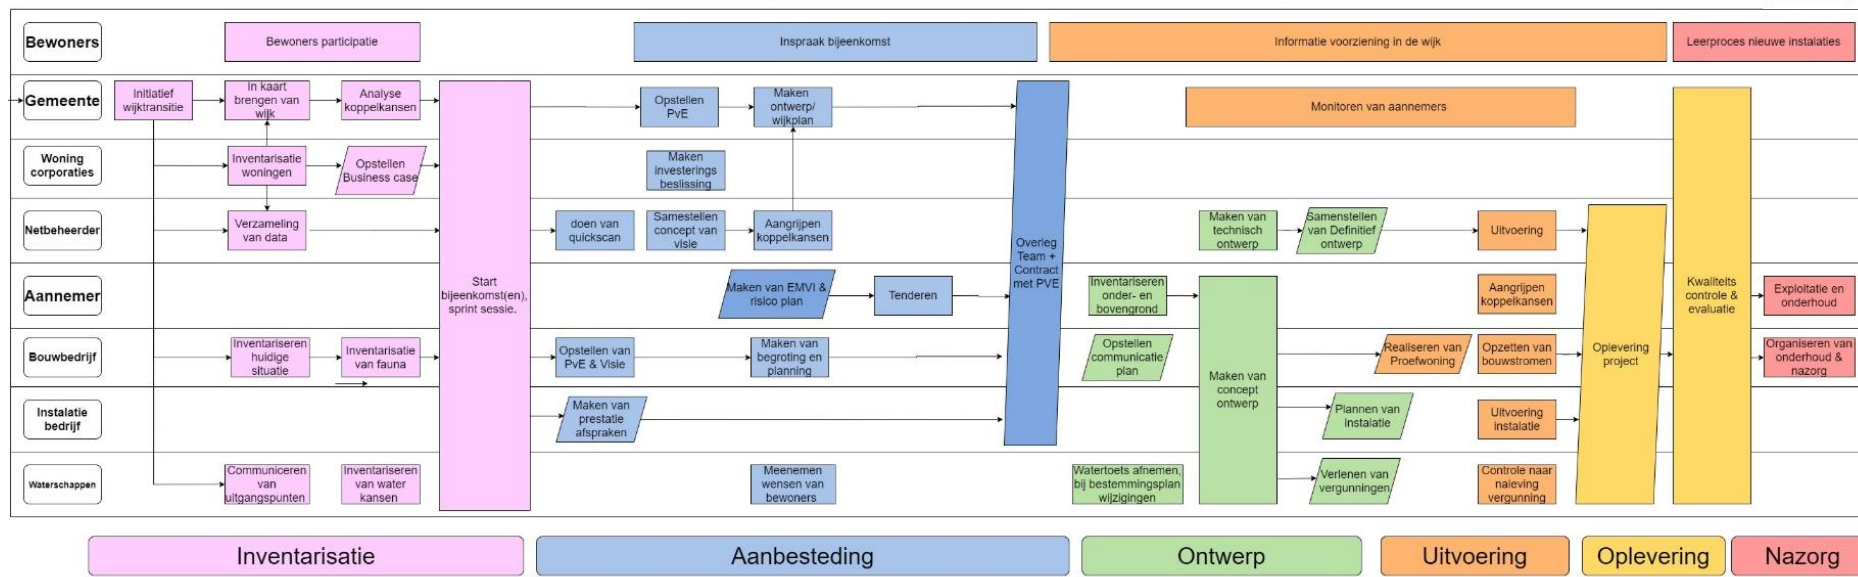 Bewoners
Bewoners participatie
Inspraak bijeenkomst
Informatie voorziening in de wijk
Leerproces nieuwe instalaties
Gemeente
Initiatief
wijktransitie
In kaart
brengen van
wijk
Analyse
koppelkansen
Opstellen
PvE
Maken
ontwerp/
wijkplan
Monitoren van aannemers
Woning
corporaties
Inventarisatie
woningen
Opstellen
Business case
Maken
investerings
beslissing
Netbeheerder
Verzameling
van data
doen van
quickscan
Samestellen
concept van
visie
Aangrijpen
koppelkansen
Maken van
technisch
ontwerp
Samenstellen
van Definitief
ontwerp
Uitvoering
Start
bijeenkomst(en),
sprint sessie.
Overleg
Team +
Contract
met PVE
Aannemer
Maken van EMVI &
risico plan
Tenderen
Inventariseren
onder- en
bovengrond
Aangrijpen
koppelkansen
Kwaliteits
controle &
evaluatie
Exploitatie en
onderhoud
Bouwbedrijf
Inventariseren
huidige
situatie
Inventarisatie
van fauna
Opstellen van
PvE & Visie
Maken van
begroting en
planning
Opstellen
communicatie
plan
Maken van
concept
ontwerp
Realiseren van
Proefwoning
Opzetten van
bouwstromen
Oplevering
project
Organiseren van
onderhoud &
nazorg
Instalatie
bedrijf
Maken van
prestatie
afspraken
Plannen van
instalatie
Uitvoering
instalatie
Waterschappen
Communiceren
van
uitgangspunten
Inventariseren
van water
kansen
Meenemen
wensen van
bewoners
Watertoets afnemen,
bij bestemmingsplan
wijzigingen
Verlenen van
vergunningen
Controle naar
naleving
vergunning
Inventarisatie
Aanbesteding
Ontwerp
Uitvoering
Oplevering
Nazorg